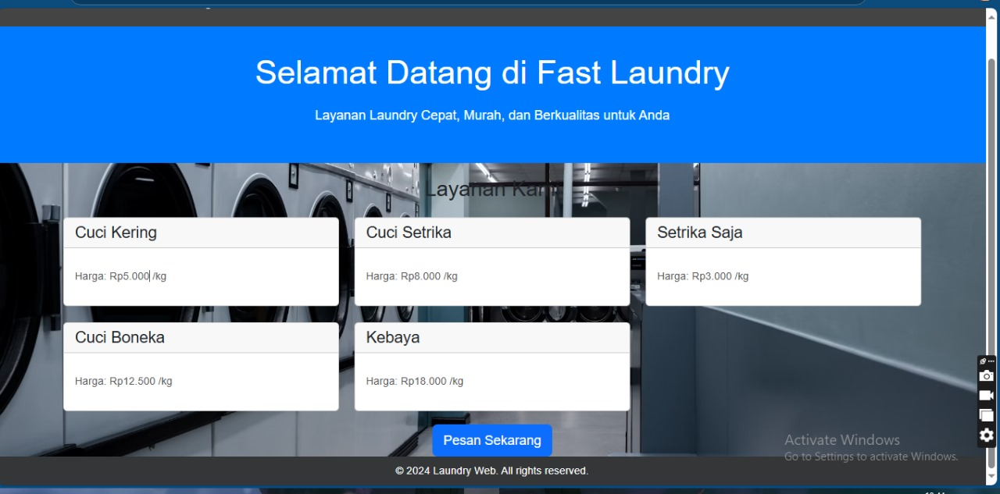 Selamat Datang di Fast Laundry
Layanan Laundry Cepat, Murah, dan Berkualitas untuk Anda
Layanan Kami
Cuci Kering
Harga: Rp5.000 /kg
Cuci Setrika
Harga: Rp8.000 /kg
Setrika Saja
Harga: Rp3.000 /kg
Cuci Boneka
Harga: Rp12.500 /kg
Kebaya
Harga: Rp18.000 /kg
Pesan Sekarang
Activate Windows
Go to Settings to activate Windows.
© 2024 Laundry Web. All rights reserved.